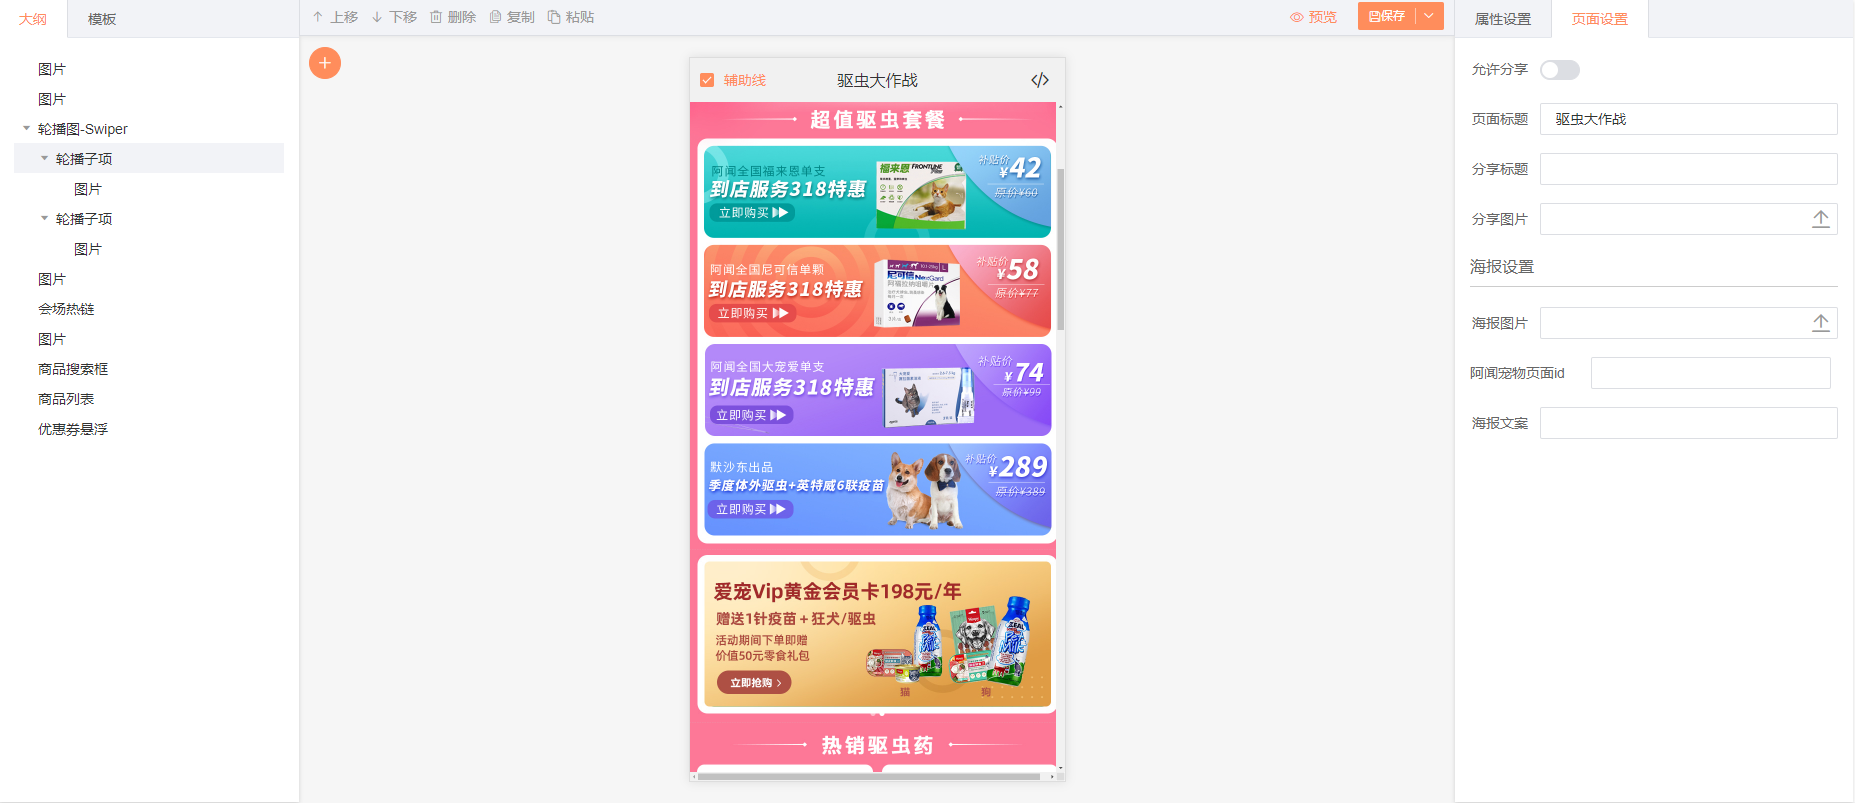 大纲 模板
上移 下移 删除 复制 粘贴
预览 保存
属性设置 页面设置
图片
图片
轮播图-Swiper
轮播子项
图片
轮播子项
图片
图片
会场热链
图片
商品搜索框
商品列表
优惠券悬浮
辅助线 驱虫大作战
超值驱虫套餐
阿闻全国福来恩单支
到店服务318特惠
立即购买
福来恩 FRONTLINE
Plus
补贴价
¥42
原价¥60
阿闻全国尼可信单颗
到店服务318特惠
立即购买
尼可信 NexGard
阿福拉纳咀嚼片
L
补贴价
¥58
原价¥77
阿闻全国大宠爱单支
到店服务318特惠
立即购买
补贴价
¥74
原价¥99
默沙东出品
季度体外驱虫+英特威6联疫苗
立即购买
补贴价
¥289
原价¥389
爱宠Vip黄金会员卡198元/年
赠送1针疫苗+狂犬/驱虫
活动期间下单即赠
价值50元零食礼包
立即抢购
ZEAL
ZEAL
Milk
猫 狗
热销驱虫药
允许分享
页面标题 驱虫大作战
分享标题
分享图片
海报设置
海报图片
阿闻宠物页面id
海报文案